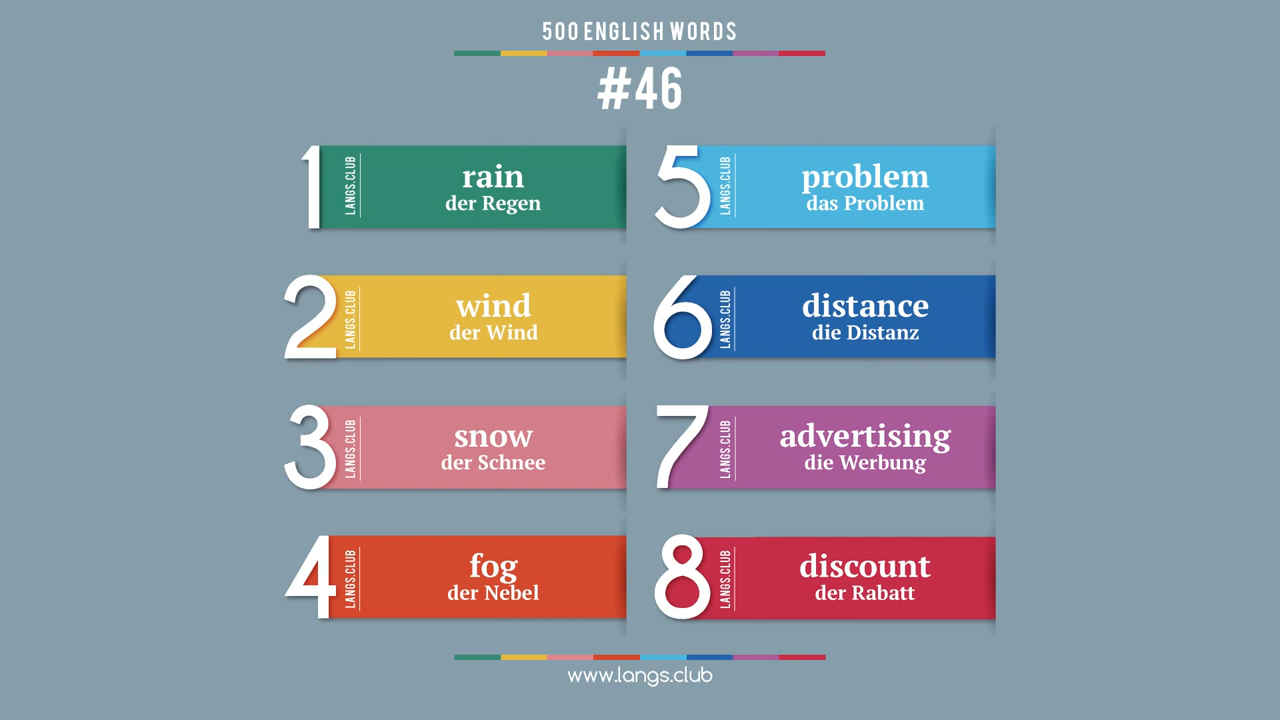 500 ENGLISH WORDS
#46
1
LANGS.CLUB
rain
der Regen
2
LANGS.CLUB
wind
der Wind
3
LANGS.CLUB
snow
der Schnee
4
LANGS.CLUB
fog
der Nebel
5
LANGS.CLUB
problem
das Problem
6
LANGS.CLUB
distance
die Distanz
7
LANGS.CLUB
advertising
die Werbung
8
LANGS.CLUB
discount
der Rabatt
www.langs.club